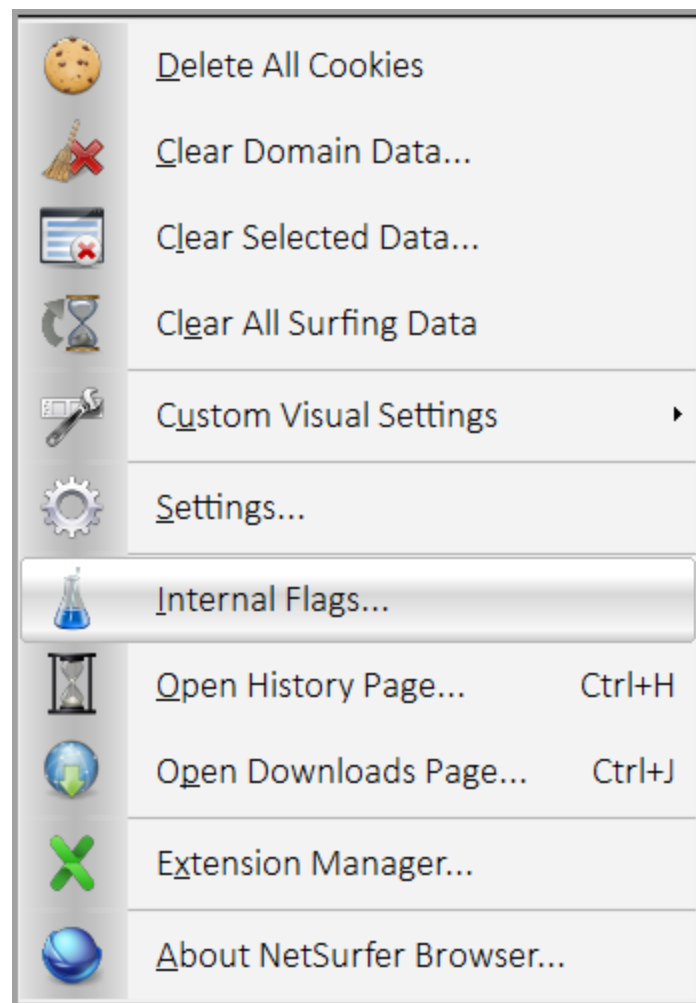 Delete All Cookies
Clear Domain Data...
Clear Selected Data...
Clear All Surfing Data
Custom Visual Settings
Settings...
Internal Flags...
Open History Page... Ctrl+H
Open Downloads Page... Ctrl+J
Extension Manager...
About NetSurfer Browser...